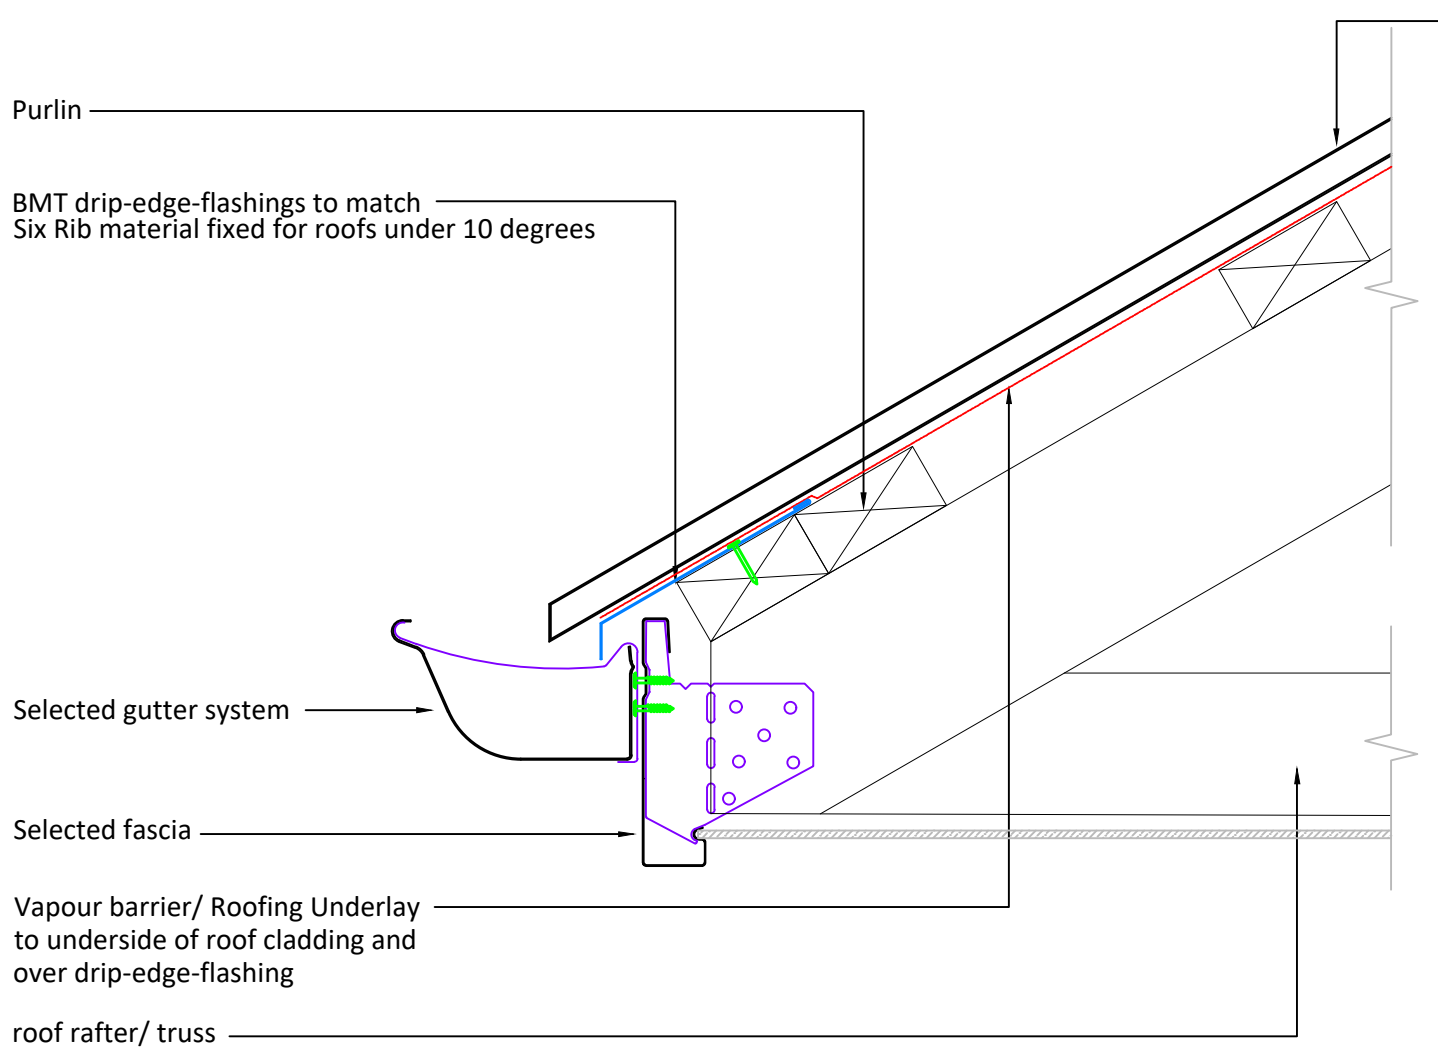 Purlin
BMT drip-edge-flashings to match
Six Rib material fixed for roofs under 10 degrees
Selected gutter system
Selected fascia
Vapour barrier/ Roofing Underlay
to underside of roof cladding and
over drip-edge-flashing
roof rafter/ truss